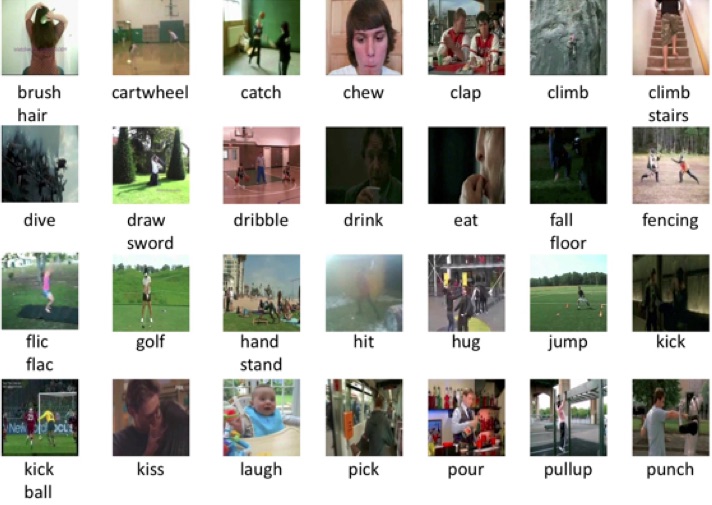 brush hair
cartwheel
catch
chew
clap
climb
climb stairs
dive
draw sword
dribble
drink
eat
fall floor
fencing
flic flac
golf
hand stand
hit
hug
jump
kick
kick ball
kiss
laugh
pick
pour
pullup
punch